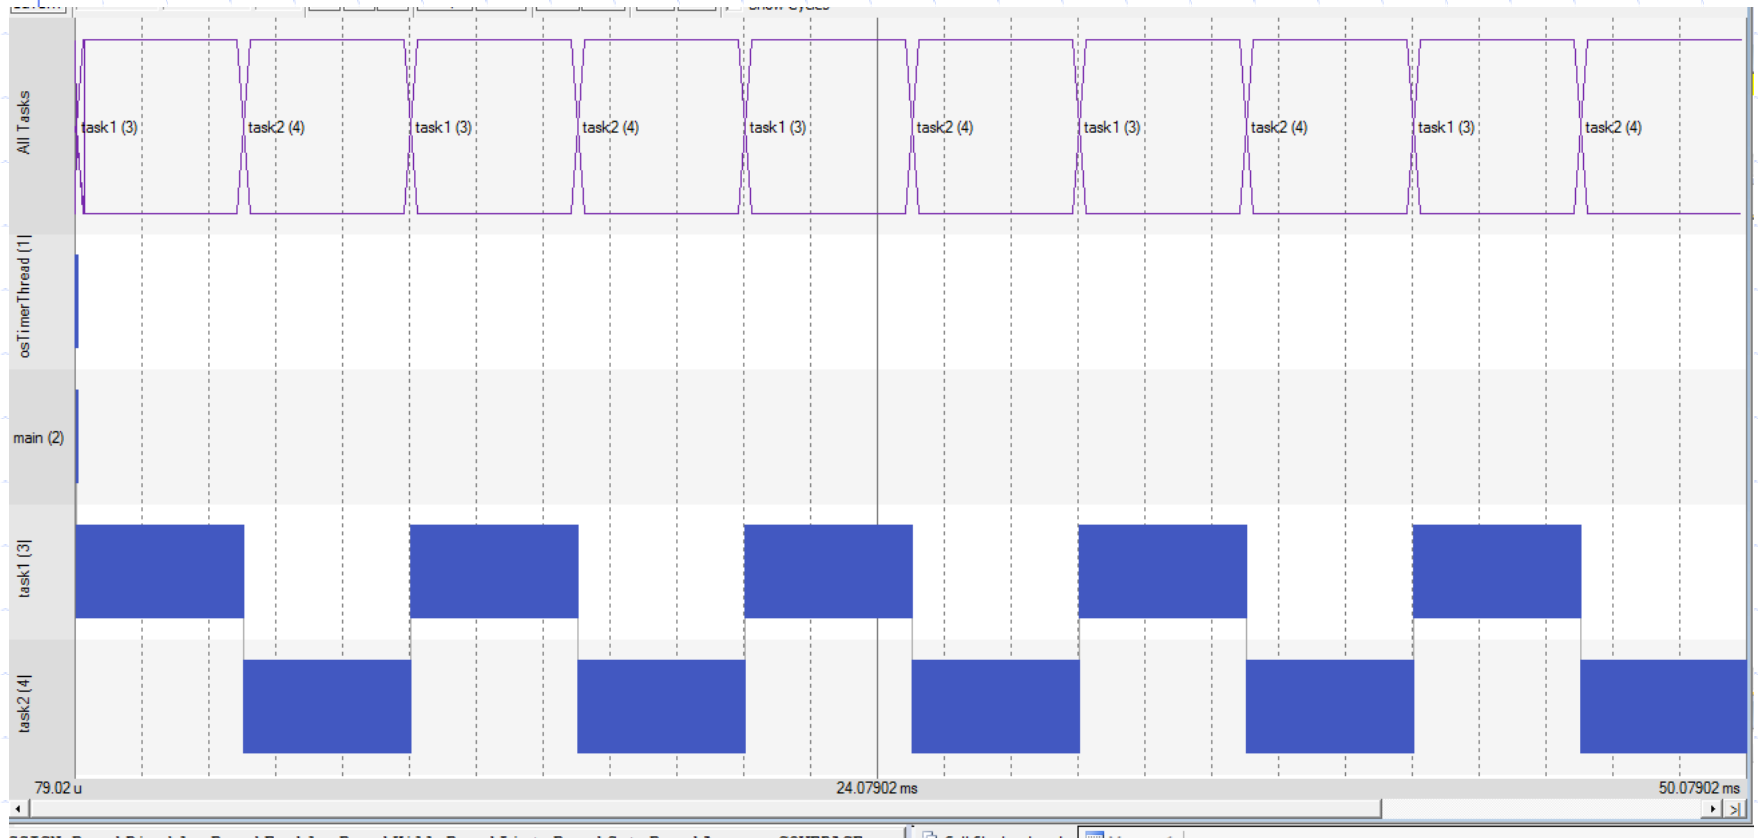 Show Cycles
All Tasks
task1 (3)
task2 (4)
task1 (3)
task2 (4)
task1 (3)
task2 (4)
task1 (3)
task2 (4)
task1 (3)
task2 (4)
osTimerThread (1)
main (2)
task1 (3)
task2 (4)
79.02 u
24.07902 ms
50.07902 ms